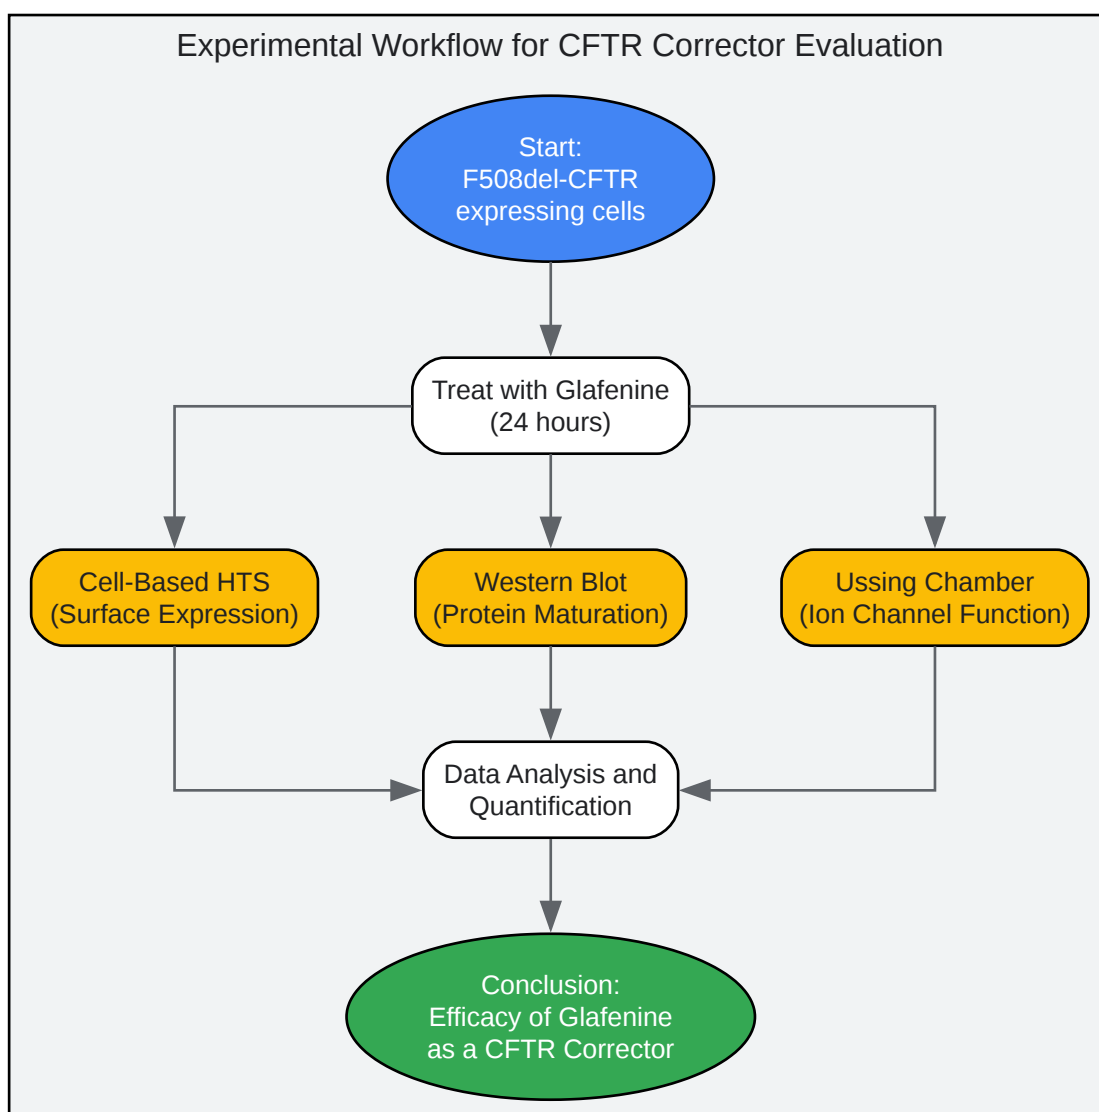 Experimental Workflow for CFTR Corrector Evaluation
Start:
F508del-CFTR
expressing cells
Treat with Glafenine
(24 hours)
Cell-Based HTS
(Surface Expression)
Western Blot
(Protein Maturation)
Ussing Chamber
(Ion Channel Function)
Data Analysis and
Quantification
Conclusion:
Efficacy of Glafenine
as a CFTR Corrector